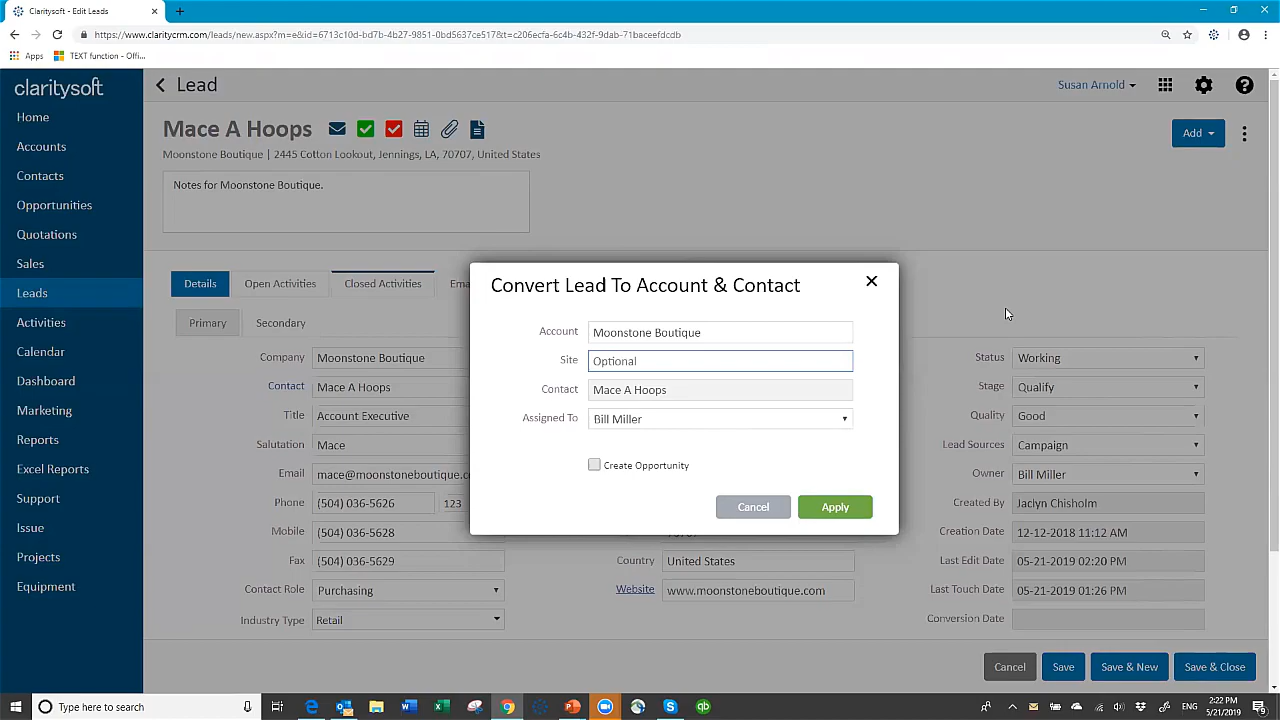 Claritysoft - Edit Leads
https://www.claritycrm.com/leads/new.aspx?m=e&id=6713c10d-bd7b-4b27-9851-0bd5637ce517&t=c206ecfa-6c4b-432f-9dab-71baceefdcdb
Apps TEXT function - Offi...
claritysoft
Lead
Susan Arnold
Home
Accounts
Contacts
Opportunities
Quotations
Sales
Leads
Activities
Calendar
Dashboard
Marketing
Reports
Excel Reports
Support
Issue
Projects
Equipment
Mace A Hoops
Add
Moonstone Boutique | 2445 Cotton Lookout, Jennings, LA, 70707, United States
Notes for Moonstone Boutique.
Details Open Activities Closed Activities
Primary Secondary
Company Moonstone Boutique
Contact Mace A Hoops
Title Account Executive
Salutation Mace
Email mace@moonstoneboutique.c
Phone (504) 036-5626 123
Mobile (504) 036-5628
Fax (504) 036-5629
Contact Role Purchasing
Industry Type Retail
Convert Lead To Account & Contact
Account Moonstone Boutique
Site Optional
Contact Mace A Hoops
Assigned To Bill Miller
Create Opportunity
Cancel Apply
Country United States
Website www.moonstoneboutique.com
Status Working
Stage Qualify
Quality Good
Lead Sources Campaign
Owner Bill Miller
Created By Jaclyn Chisholm
Creation Date 12-12-2018 11:12 AM
Last Edit Date 05-21-2019 02:20 PM
Last Touch Date 05-21-2019 01:26 PM
Conversion Date
Cancel Save Save & New Save & Close
Type here to search
2:22 PM
5/21/2019